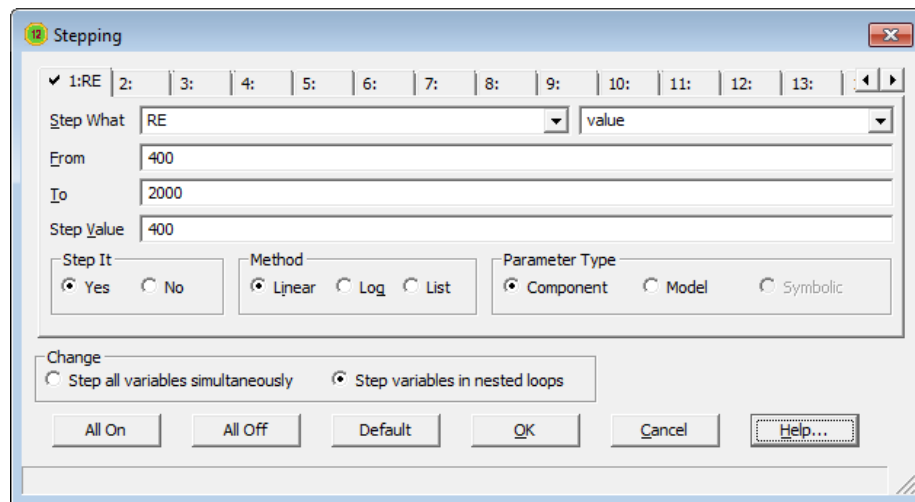 12 Stepping
1:RE 2: 3: 4: 5: 6: 7: 8: 9: 10: 11: 12: 13:
Step What RE value
From 400
To 2000
Step Value 400
Step It Method Parameter Type
Yes No Linear Log List Component Model Symbolic
Change
Step all variables simultaneously Step variables in nested loops
All On All Off Default OK Cancel Help...